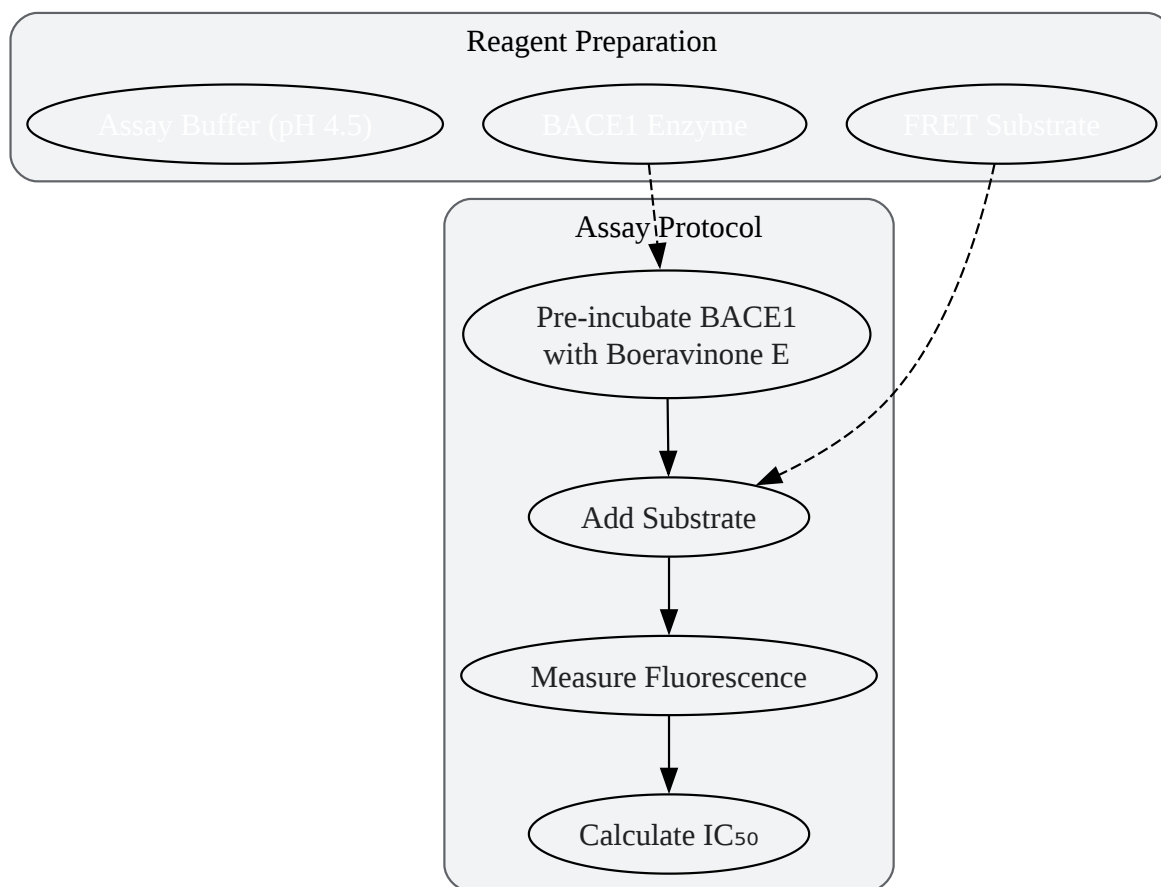 Reagent Preparation
Assay Buffer (pH 4.5)
BACE1 Enzyme
FRET Substrate
Assay Protocol
Pre-incubate BACE1
with Boeravinone E
Add Substrate
Measure Fluorescence
Calculate IC₅₀